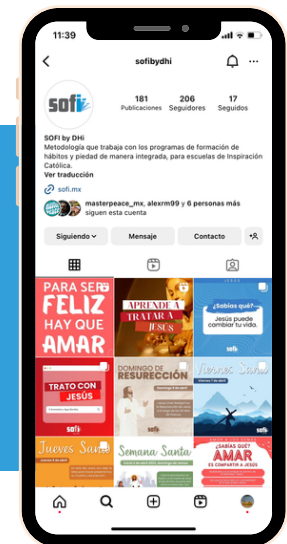 11:39
sofibydhi
sofi
181
206
17
Publicaciones
Seguidores
Seguidos
SOFI by DHi
Metodología que trabaja con los programas de formación de
hábitos y piedad de manera integrada, para escuelas de Inspiración
Católica.
Ver traducción
sofi.mx
masterpeace_mx, alexrm99 y 6 personas más
siguen esta cuenta
Siguiendo
Mensaje
Contacto
PARA SER
FELIZ
HAY QUE
AMAR
APRENDE A
TRATAR A
JESÚS
¿Sabías qué?
Jesús puede
cambiar tu vida.
sofi
TRATO CON
JESÚS
sofi
DOMINGO DE
RESURRECCIÓN
Viernes Santo
sofi
Jueves Santo
Semana Santa
¿SABÍAS QUÉ?
AMAR
ES COMPARTIR A JESÚS